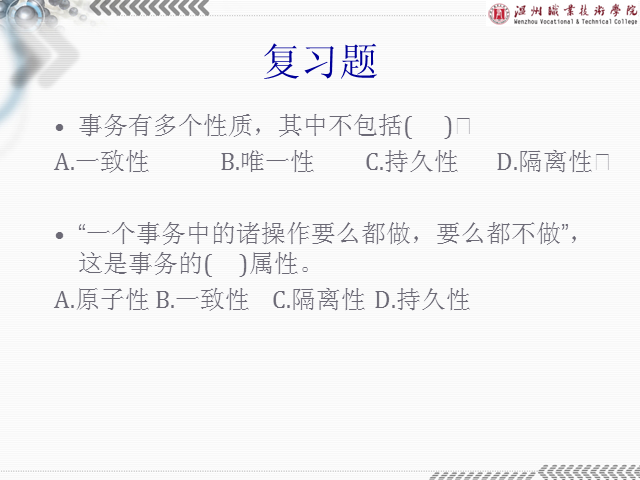 温州职业技术学院
Wenzhou Vocational & Technical College
复习题
• 事务有多个性质，其中不包括( )
A.一致性 B.唯一性 C.持久性 D.隔离性
• “一个事务中的诸操作要么都做，要么都不做”，
这是事务的( )属性。
A.原子性 B.一致性 C.隔离性 D.持久性